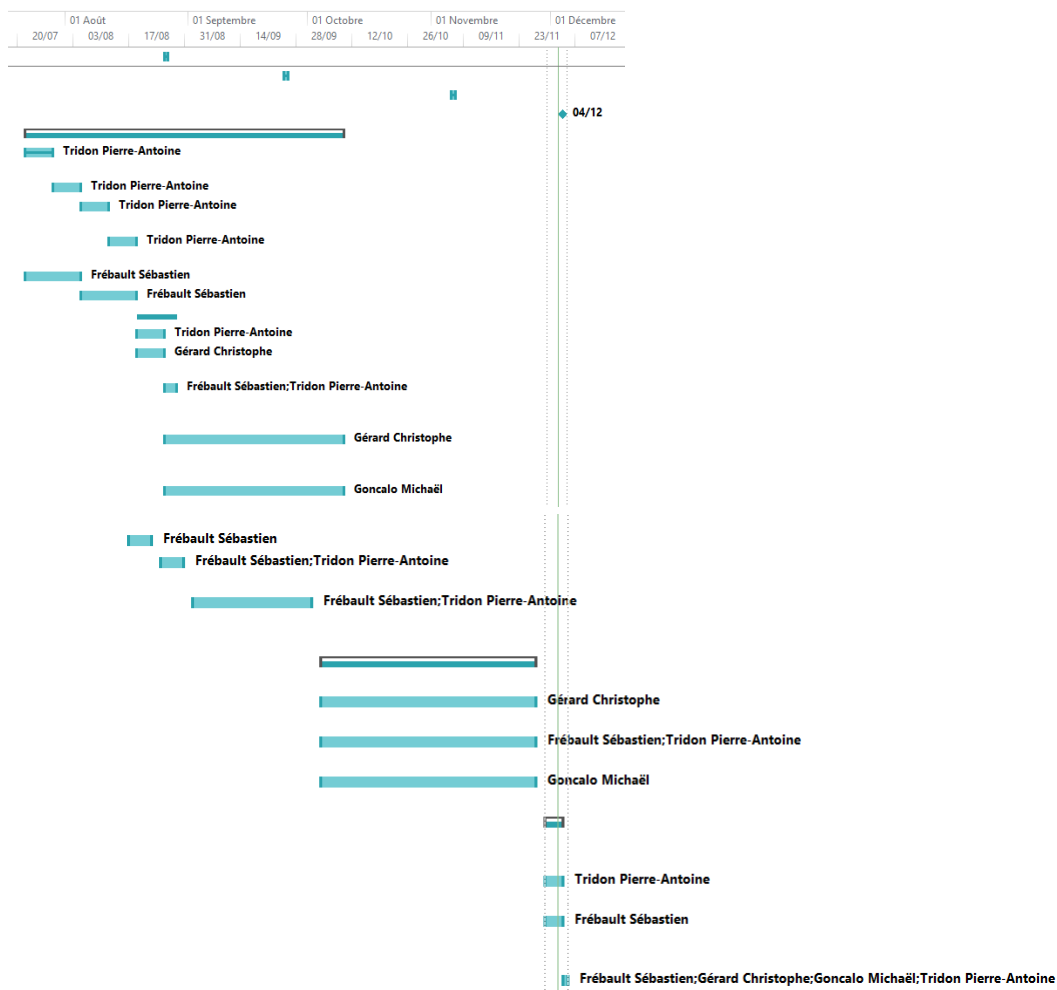 01 Août 01 Septembre 01 Octobre 01 Novembre 01 Décembre
20/07 03/08 17/08 31/08 14/09 28/09 12/10 26/10 09/11 23/11 07/12
04/12
Tridon Pierre-Antoine
Tridon Pierre-Antoine
Tridon Pierre-Antoine
Tridon Pierre-Antoine
Frébault Sébastien
Frébault Sébastien
Tridon Pierre-Antoine
Gérard Christophe
Frébault Sébastien;Tridon Pierre-Antoine
Gérard Christophe
Goncalo Michaël
Frébault Sébastien
Frébault Sébastien;Tridon Pierre-Antoine
Frébault Sébastien;Tridon Pierre-Antoine
Gérard Christophe
Frébault Sébastien;Tridon Pierre-Antoine
Goncalo Michaël
Tridon Pierre-Antoine
Frébault Sébastien
Frébault Sébastien;Gérard Christophe;Goncalo Michaël;Tridon Pierre-Antoine